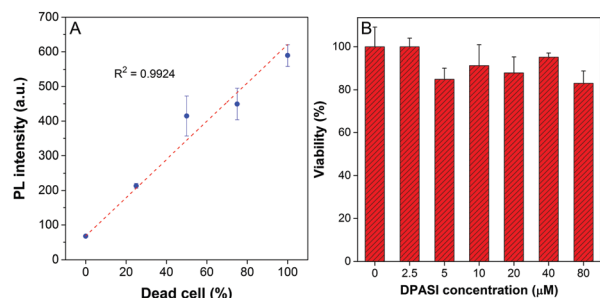 A
R² = 0.9924
PL intensity (a.u.)
700
600
500
400
300
200
100
0
0 20 40 60 80 100
Dead cell (%)
B
Viability (%)
100
80
60
40
20
0
0 2.5 5 10 20 40 80
DPASI concentration (μM)